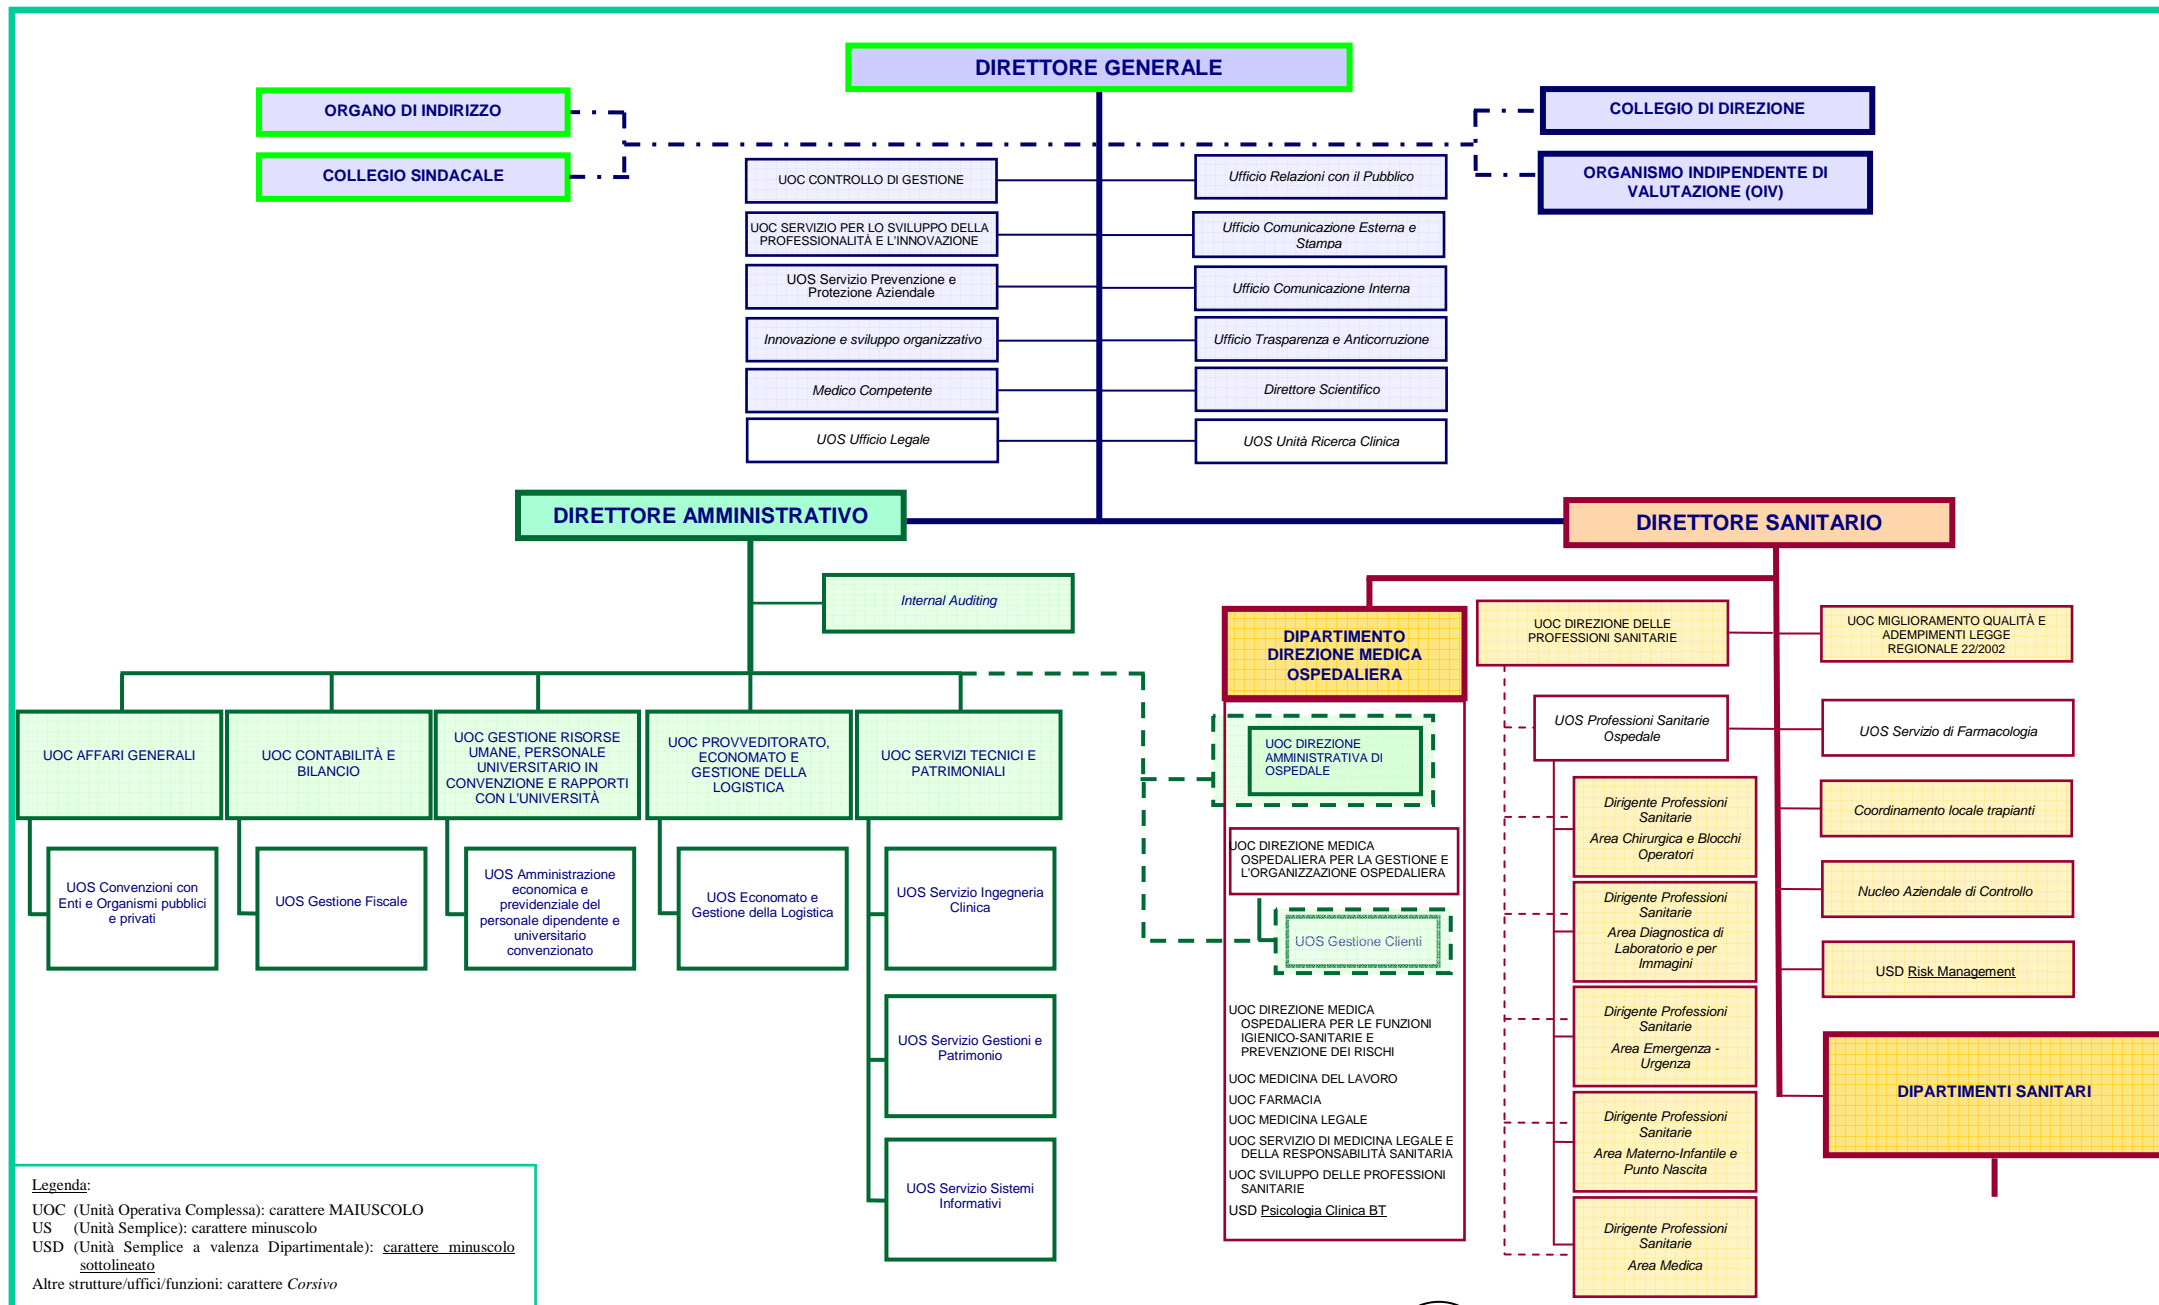 DIRETTORE GENERALE
ORGANO DI INDIRIZZO
COLLEGIO SINDACALE
COLLEGIO DI DIREZIONE
ORGANISMO INDIPENDENTE DI
VALUTAZIONE (OIV)
UOC CONTROLLO DI GESTIONE
Ufficio Relazioni con il Pubblico
UOC SERVIZIO PER LO SVILUPPO DELLA
PROFESSIONALITÀ E L'INNOVAZIONE
Ufficio Comunicazione Esterna e
Stampa
UOS Servizio Prevenzione e
Protezione Aziendale
Ufficio Comunicazione Interna
Innovazione e sviluppo organizzativo
Ufficio Trasparenza e Anticorruzione
Medico Competente
Direttore Scientifico
UOS Ufficio Legale
UOS Unità Ricerca Clinica
DIRETTORE AMMINISTRATIVO
DIRETTORE SANITARIO
Internal Auditing
UOC AFFARI GENERALI
UOC CONTABILITÀ E
BILANCIO
UOC GESTIONE RISORSE
UMANE, PERSONALE
UNIVERSITARIO IN
CONVENZIONE E RAPPORTI
CON L'UNIVERSITÀ
UOC PROVVEDITORATO,
ECONOMATO E
GESTIONE DELLA
LOGISTICA
UOC SERVIZI TECNICI E
PATRIMONIALI
UOS Convenzioni con
Enti e Organismi pubblici
e privati
UOS Gestione Fiscale
UOS Amministrazione
economica e
previdenziale del
personale dipendente e
universitario
convenzionato
UOS Economato e
Gestione della Logistica
UOS Servizio Ingegneria
Clinica
UOS Servizio Gestioni e
Patrimonio
UOS Servizio Sistemi
Informativi
DIPARTIMENTO
DIREZIONE MEDICA
OSPEDALIERA
UOC DIREZIONE
AMMINISTRATIVA DI
OSPEDALE
UOC DIREZIONE MEDICA
OSPEDALIERA PER LA GESTIONE E
L'ORGANIZZAZIONE OSPEDALIERA
UOS Gestione Clienti
UOC DIREZIONE MEDICA
OSPEDALIERA PER LE FUNZIONI
IGIENICO-SANITARIE E
PREVENZIONE DEI RISCHI
UOC MEDICINA DEL LAVORO
UOC FARMACIA
UOC MEDICINA LEGALE
UOC SERVIZIO DI MEDICINA LEGALE E
DELLA RESPONSABILITÀ SANITARIA
UOC SVILUPPO DELLE PROFESSIONI
SANITARIE
USD Psicologia Clinica BT
UOC DIREZIONE DELLE
PROFESSIONI SANITARIE
UOS Professioni Sanitarie
Ospedale
Dirigente Professioni
Sanitarie
Area Chirurgica e Blocchi
Operatori
Dirigente Professioni
Sanitarie
Area Diagnostica di
Laboratorio e per
Immagini
Dirigente Professioni
Sanitarie
Area Emergenza -
Urgenza
Dirigente Professioni
Sanitarie
Area Materno-Infantile e
Punto Nascita
Dirigente Professioni
Sanitarie
Area Medica
UOC MIGLIORAMENTO QUALITÀ E
ADEMPIMENTI LEGGE
REGIONALE 22/2002
UOS Servizio di Farmacologia
Coordinamento locale trapianti
Nucleo Aziendale di Controllo
USD Risk Management
DIPARTIMENTI SANITARI
Legenda:
UOC (Unità Operativa Complessa): carattere MAIUSCOLO
US (Unità Semplice): carattere minuscolo
USD (Unità Semplice a valenza Dipartimentale): carattere minuscolo
sottolineato
Altre strutture/uffici/funzioni: carattere Corsivo